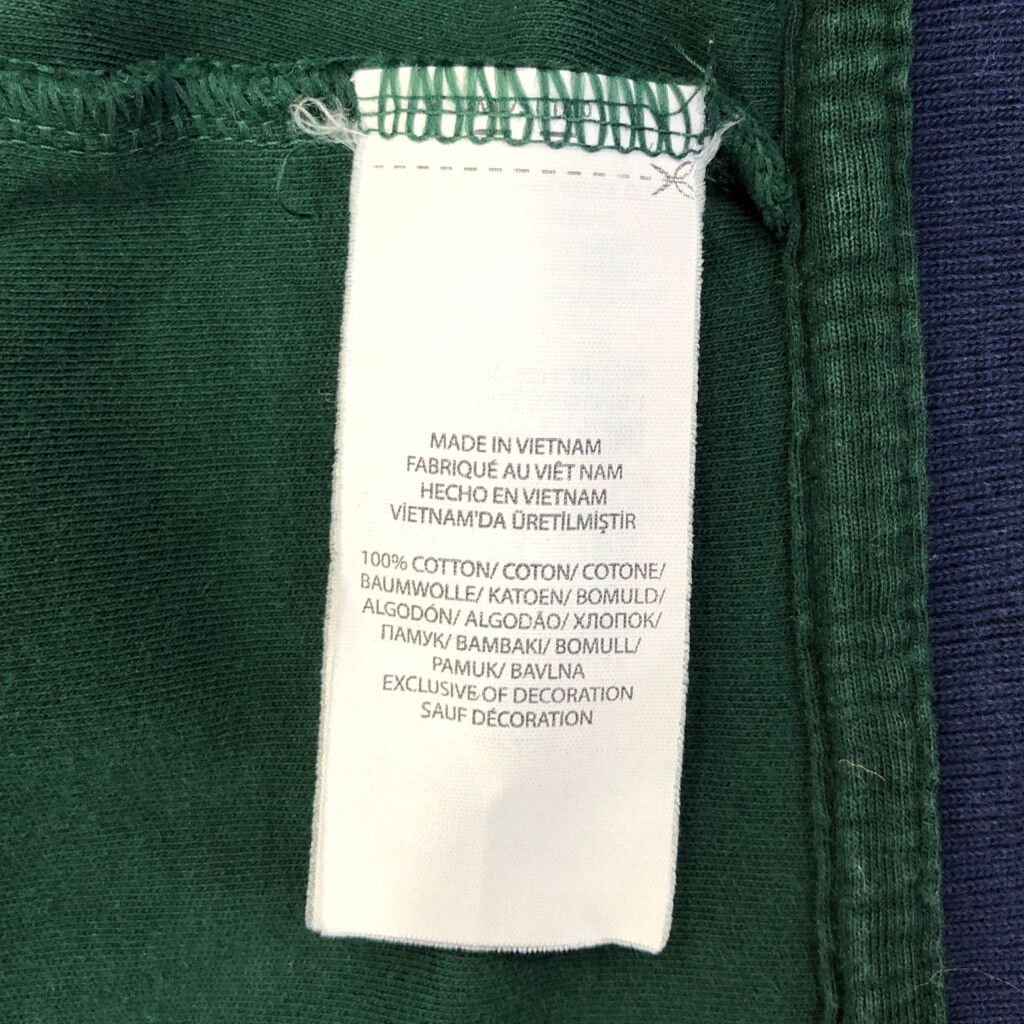 MADE IN VIETNAM
FABRIQUÉ AU VIÊT NAM
HECHO EN VIETNAM
VİETNAM'DA ÜRETİLMİŞTİR
100% COTTON/ COTON/ COTONE/
BAUMWOLLE/ KATOEN/ BOMULD/
ALGODÓN/ ALGODÃO/ ХЛОПОК/
ПАМУК/ BAMBAKI/ BOMULL/
PAMUK/ BAVLNA
EXCLUSIVE OF DECORATION
SAUF DÉCORATION